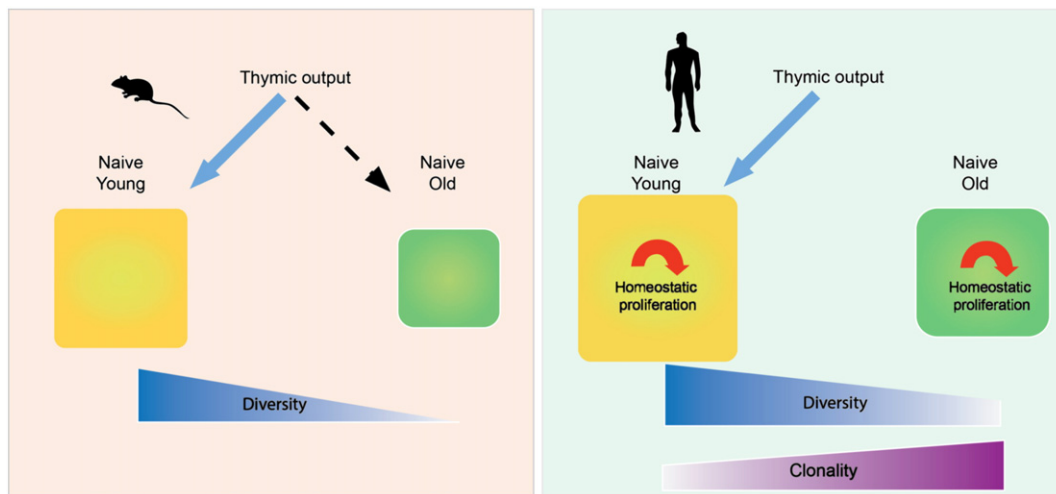 Thymic output
Naive
Young
Naive
Old
Diversity
Thymic output
Naive
Young
Naive
Old
Homeostatic
proliferation
Homeostatic
proliferation
Diversity
Clonality